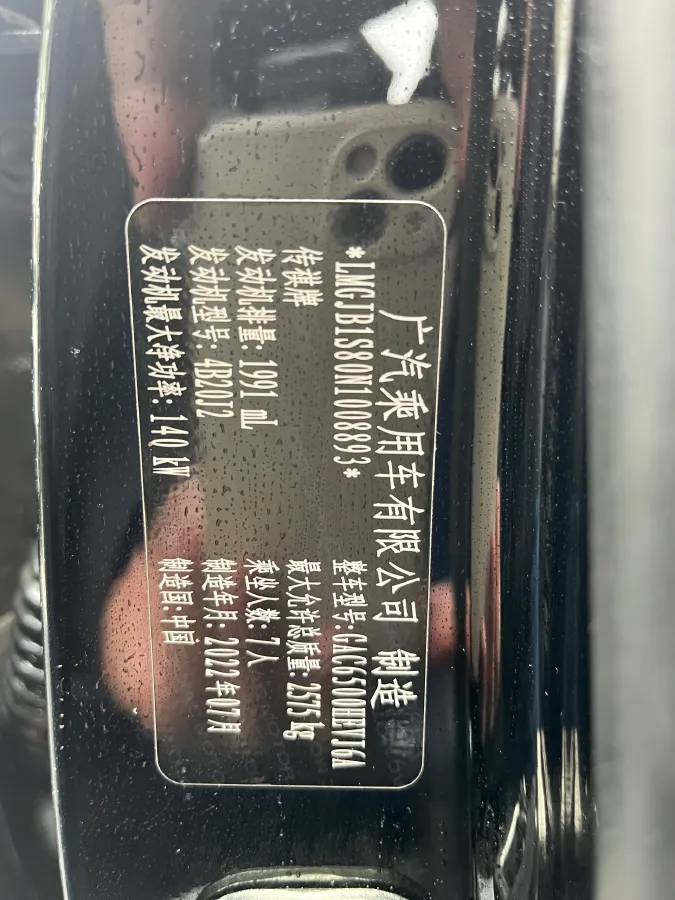 广汽乘用车有限公司 制造
*LMGJB1S80N1008893* 整车型号:GAC6500HEVJ6A
传祺牌 最大允许总质量:2575kg
发动机排量:1991 mL 乘坐人数:7人
发动机型号:4B20J2 制造年月:2022年07月
发动机最大净功率:140 kW 制造国:中国